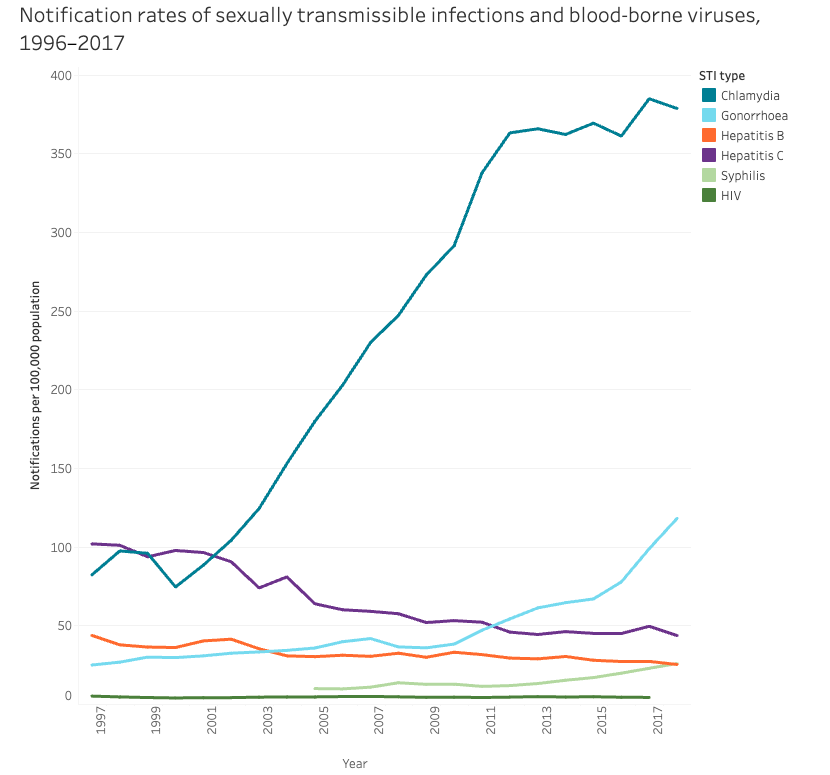 Notification rates of sexually transmissible infections and blood-borne viruses,
1996–2017
STI type
Chlamydia
Gonorrhoea
Hepatitis B
Hepatitis C
Syphilis
HIV
Notifications per 100,000 population
400
350
300
250
200
150
100
50
0
1997
1999
2001
2003
2005
2007
2009
2011
2013
2015
2017
Year